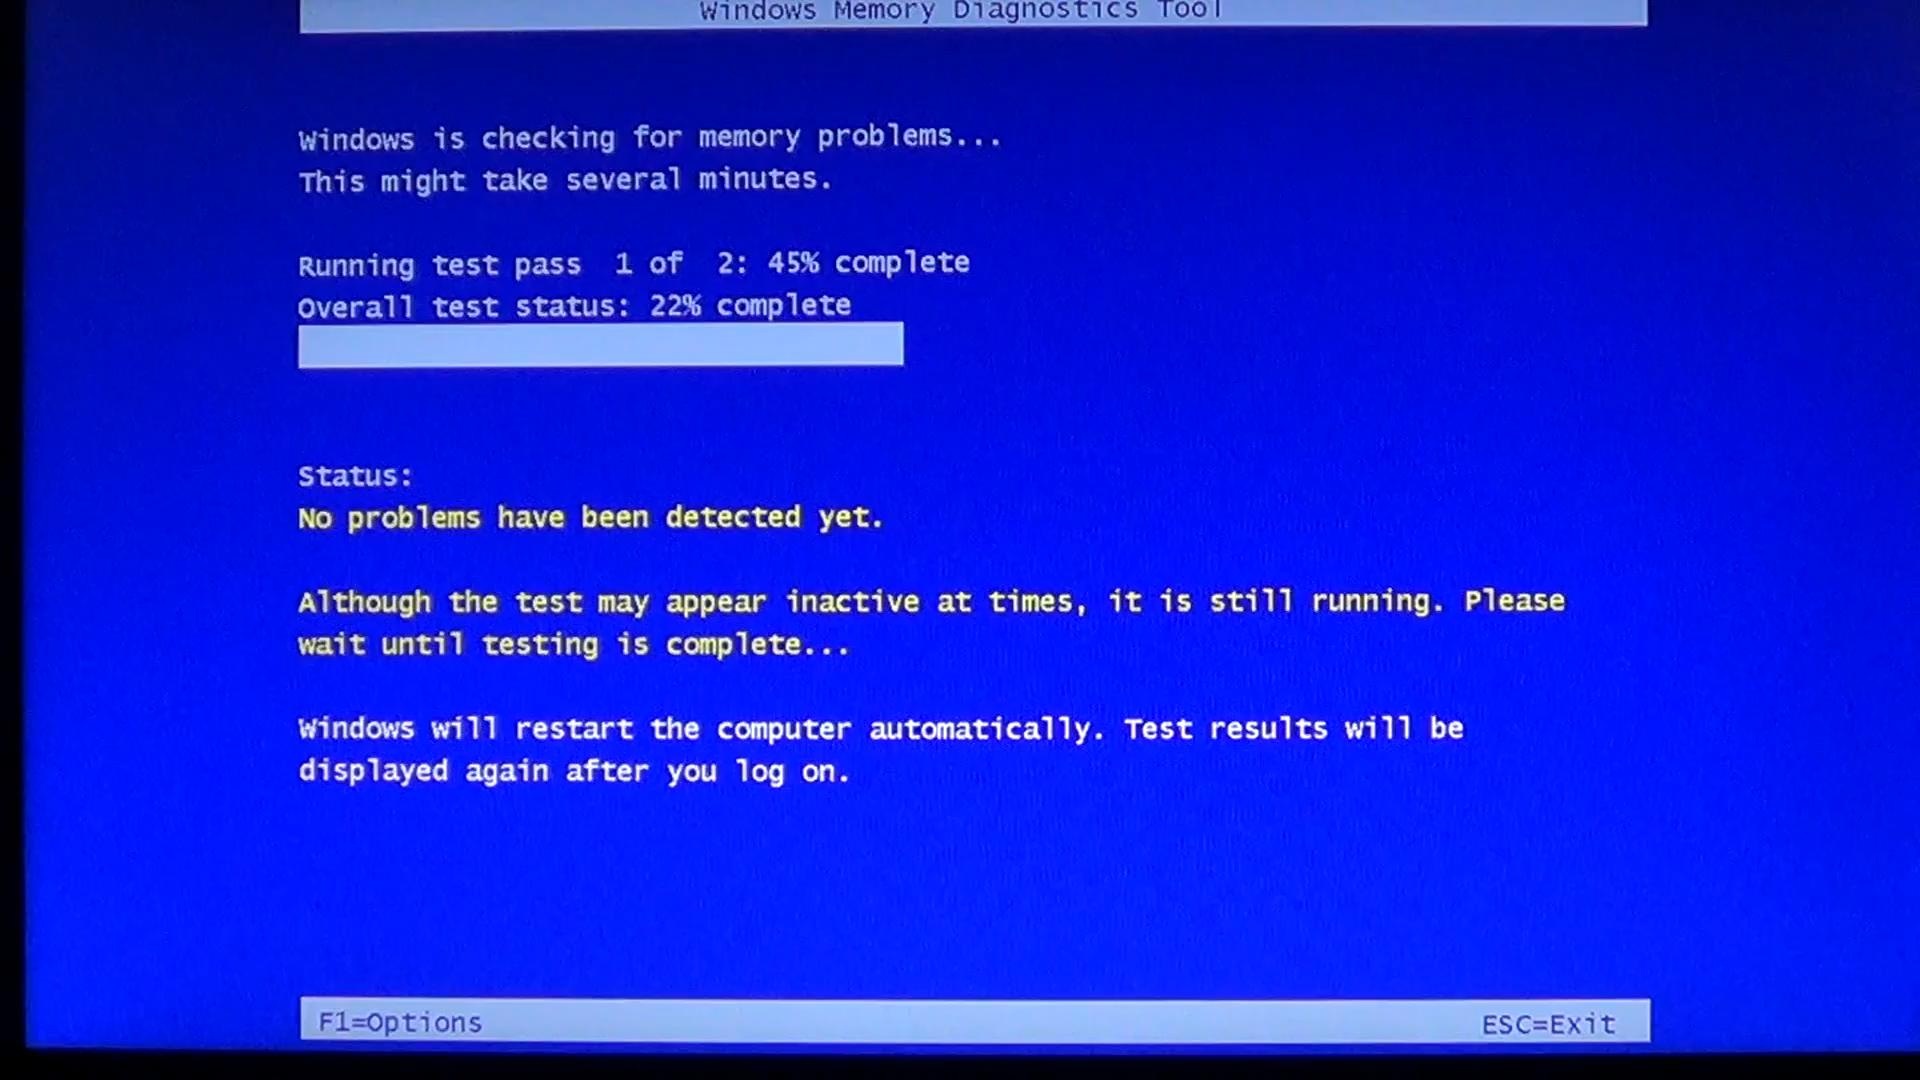 Windows Memory Diagnostics Tool
Windows is checking for memory problems...
This might take several minutes.
Running test pass  1 of  2: 45% complete
Overall test status: 22% complete
Status:
No problems have been detected yet.
Although the test may appear inactive at times, it is still running. Please
wait until testing is complete...
Windows will restart the computer automatically. Test results will be
displayed again after you log on.
F1=Options ESC=Exit